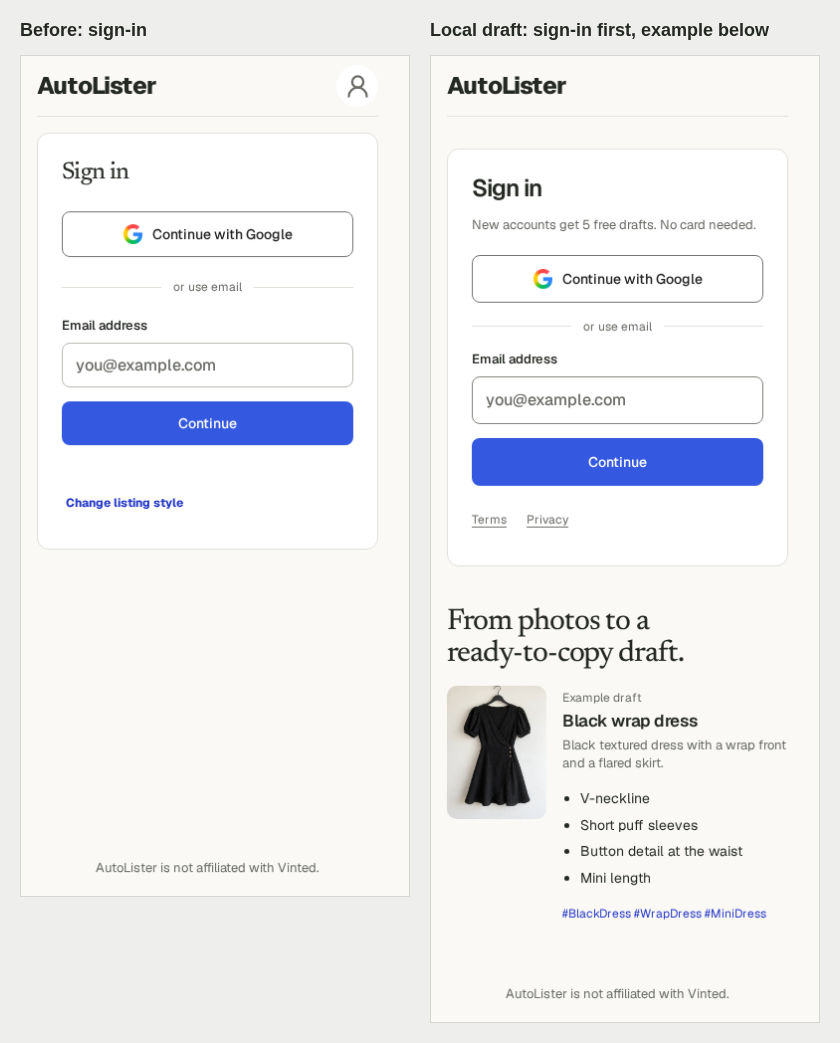 Before: sign-in
AutoLister
Sign in
Continue with Google
or use email
Email address
you@example.com
Continue
Change listing style
AutoLister is not affiliated with Vinted.
Local draft: sign-in first, example below
AutoLister
Sign in
New accounts get 5 free drafts. No card needed.
Continue with Google
or use email
Email address
you@example.com
Continue
Terms Privacy
From photos to a
ready-to-copy draft.
Example draft
Black wrap dress
Black textured dress with a wrap front
and a flared skirt.
• V-neckline
• Short puff sleeves
• Button detail at the waist
• Mini length
#BlackDress #WrapDress #MiniDress
AutoLister is not affiliated with Vinted.